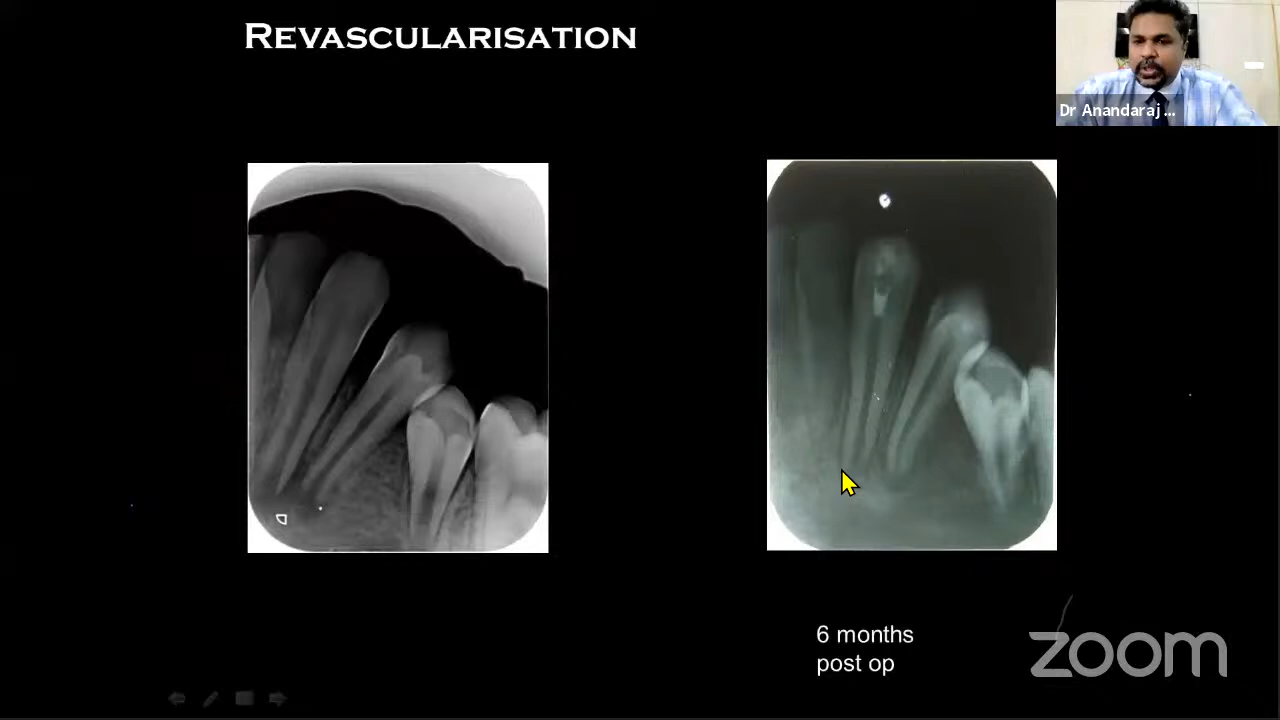 REVASCULARISATION
Dr Anandaraj ...
6 months
post op
zoom